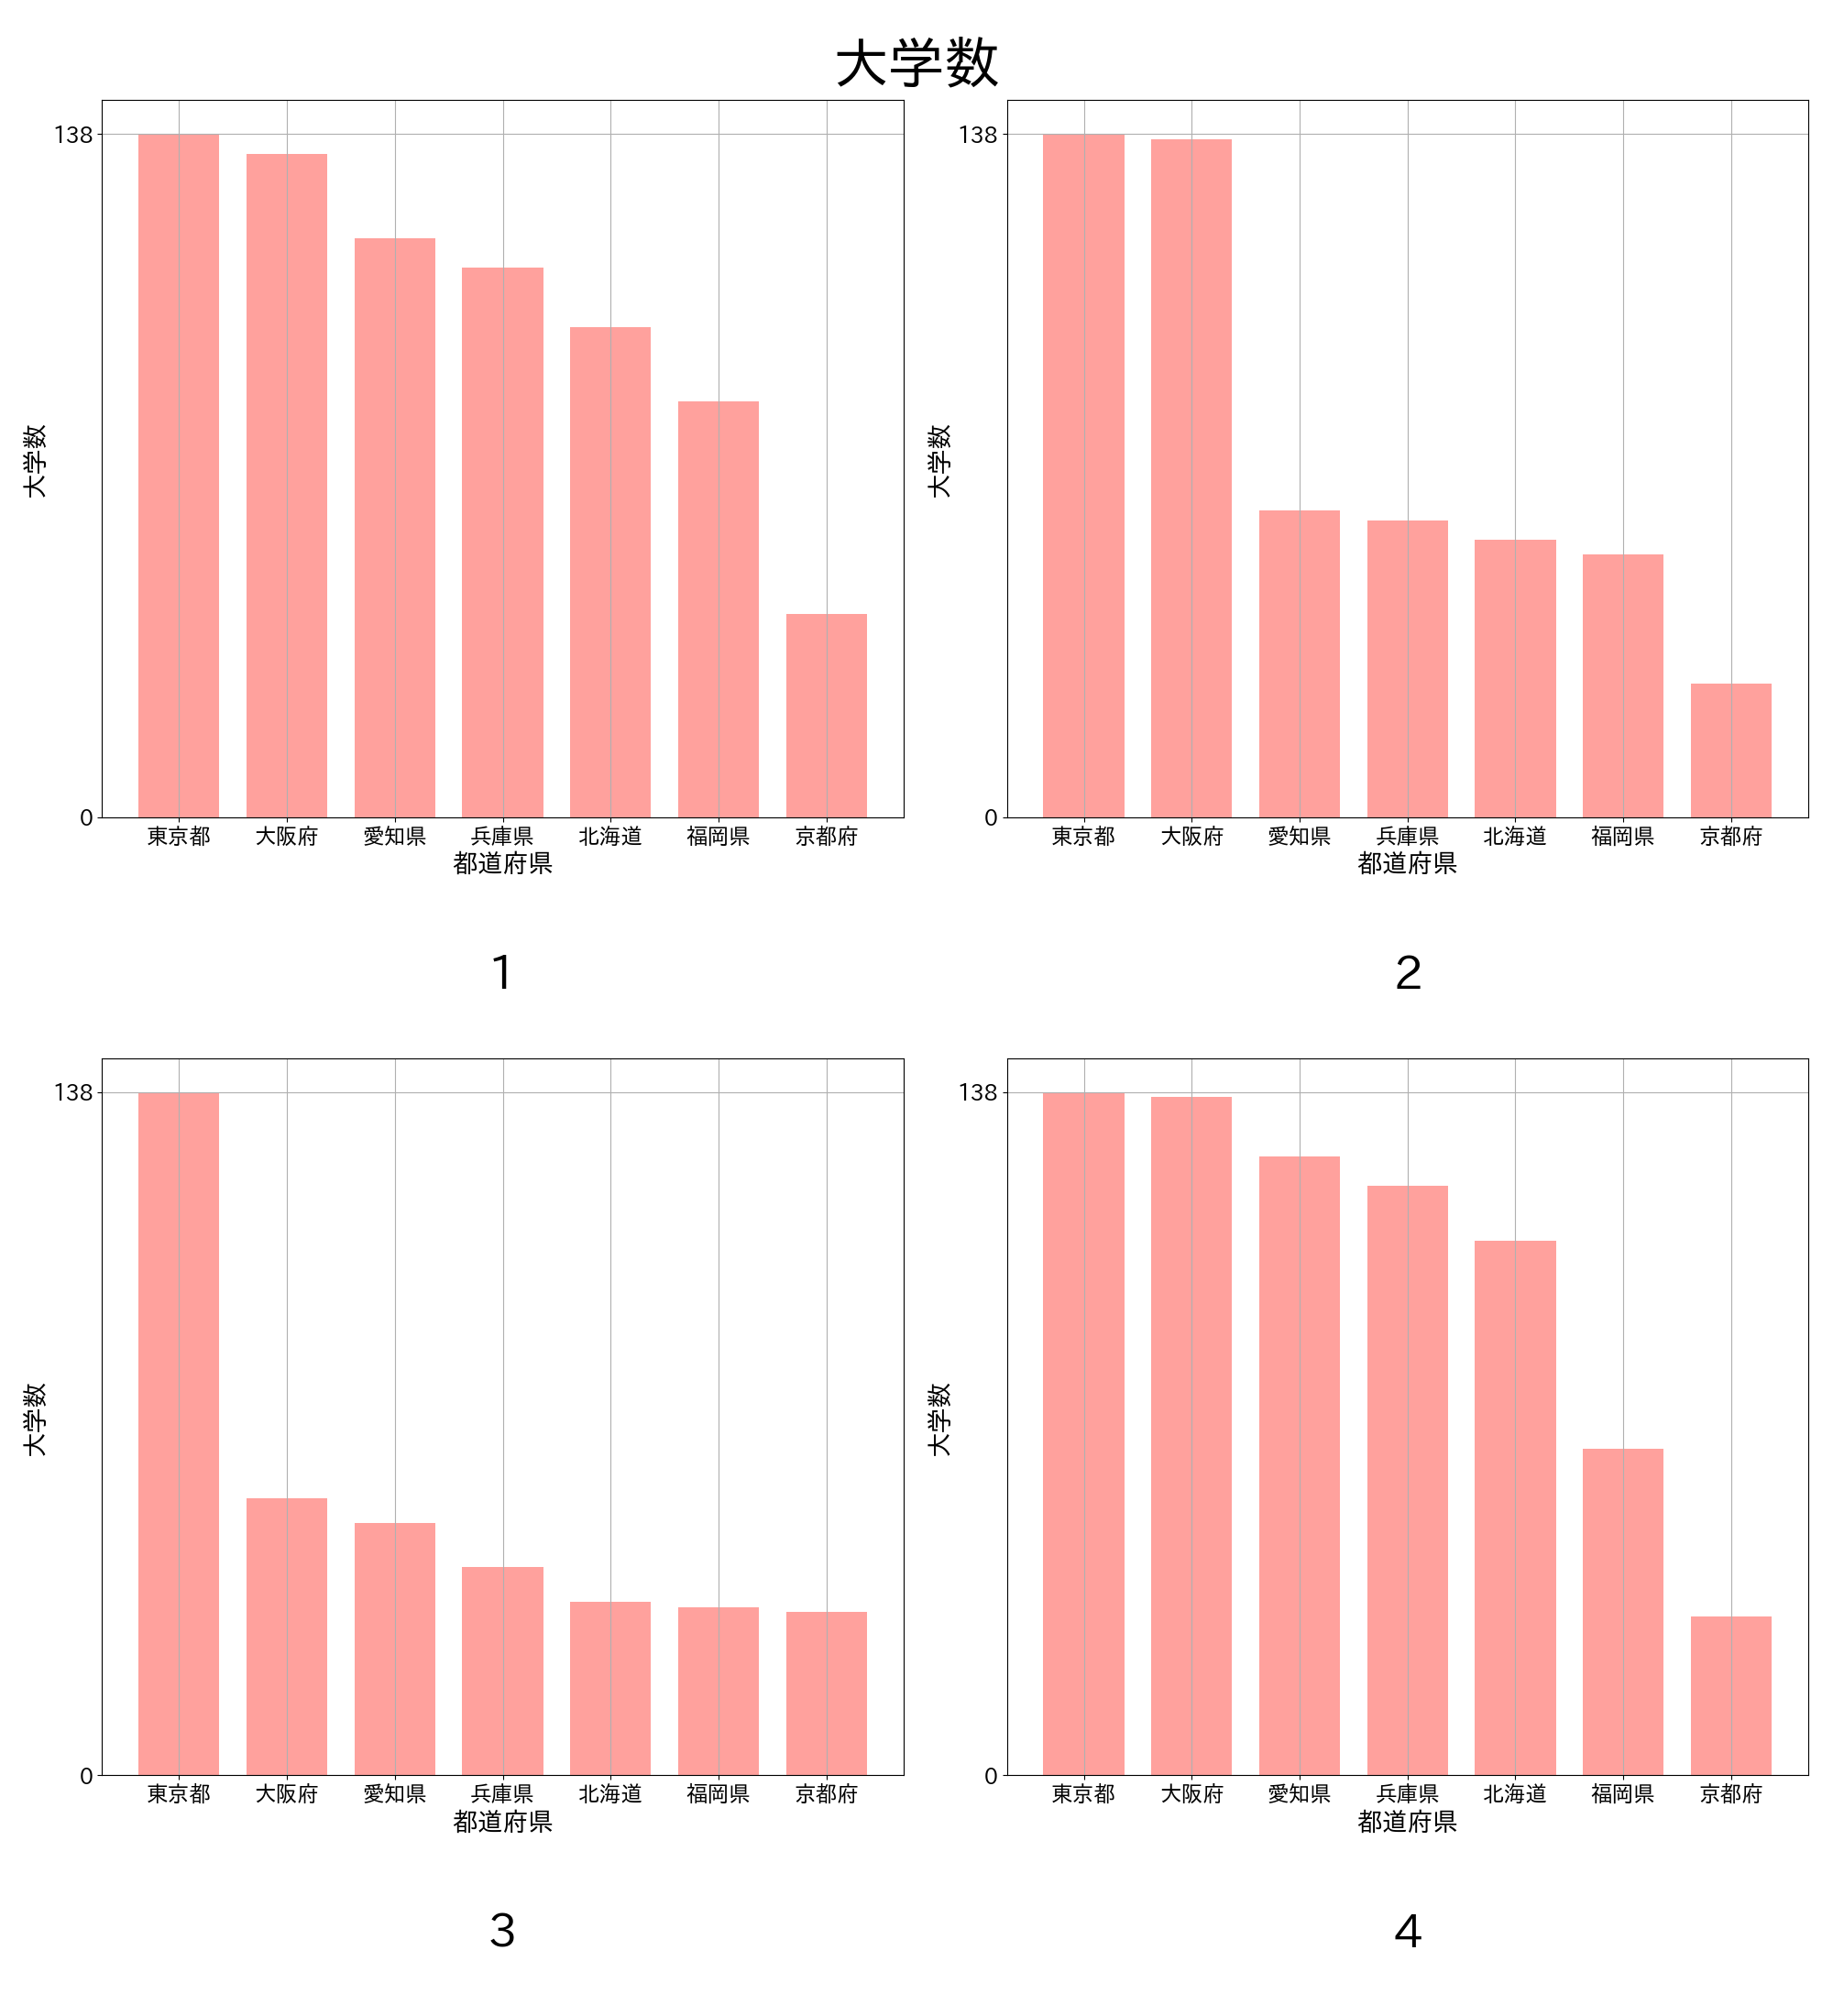 大学数
138
0
大学数
東京都 大阪府 愛知県 兵庫県 北海道 福岡県 京都府
都道府県
1
138
0
大学数
東京都 大阪府 愛知県 兵庫県 北海道 福岡県 京都府
都道府県
2
138
0
大学数
東京都 大阪府 愛知県 兵庫県 北海道 福岡県 京都府
都道府県
3
138
0
大学数
東京都 大阪府 愛知県 兵庫県 北海道 福岡県 京都府
都道府県
4